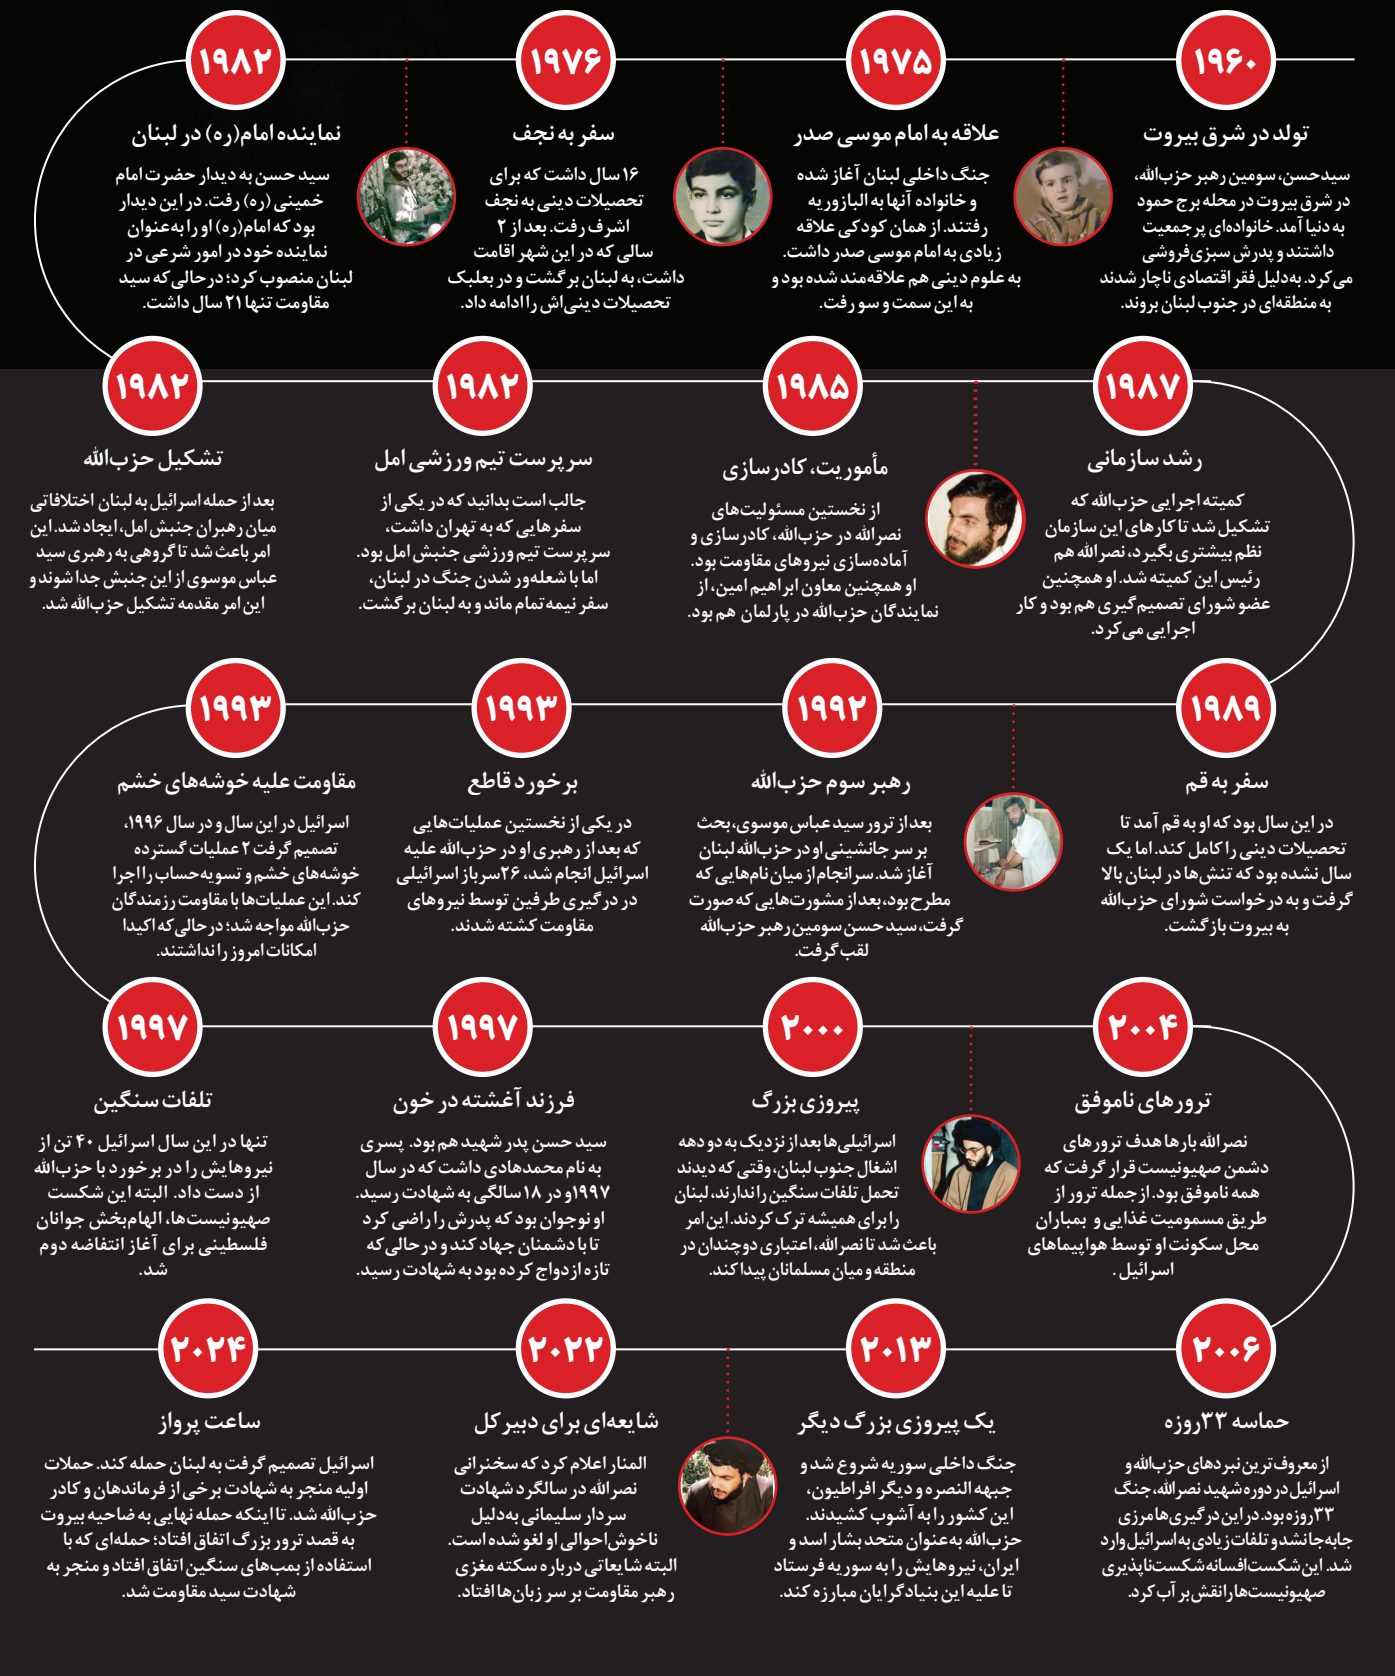 ۱۹۶۰
تولد در شرق بیروت
سیدحسن، سومین رهبر حزب‌الله،
در شرق بیروت در محله برج حمود
به دنیا آمد. خانواده‌ای پرجمعیت
داشتند و پدرش سبزی‌فروشی
می‌کرد. به‌دلیل فقر اقتصادی ناچار شدند
به منطقه‌ای در جنوب لبنان بروند.
۱۹۷۵
علاقه به امام موسی صدر
جنگ داخلی لبنان آغاز شده
و خانواده آنها به البازوریه
رفتند. از همان کودکی علاقه
زیادی به امام موسی صدر داشت.
به علوم دینی هم علاقه‌مند شده بود و
به این سمت و سو رفت.
۱۹۷۶
سفر به نجف
۱۶ سال داشت که برای
تحصیلات دینی به نجف
اشرف رفت. بعد از ۲
سالی که در این شهر اقامت
داشت، به لبنان برگشت و در بعلبک
تحصیلات دینی‌اش را ادامه داد.
۱۹۸۲
نماینده امام(ره) در لبنان
سید حسن به دیدار حضرت امام
خمینی (ره) رفت. در این دیدار
بود که امام(ره) او را به‌عنوان
نماینده خود در امور شرعی در
لبنان منصوب کرد؛ درحالی‌که سید
مقاومت تنها ۲۱ سال داشت.
۱۹۸۲
تشکیل حزب‌الله
بعد از حمله اسرائیل به لبنان اختلافاتی
میان رهبران جنبش امل، ایجاد شد. این
امر باعث شد تا گروهی به رهبری سید
عباس موسوی از این جنبش جدا شوند و
این امر مقدمه تشکیل حزب‌الله شد.
۱۹۸۲
سرپرست تیم ورزشی امل
جالب است بدانید که در یکی از
سفرهایی که به تهران داشت،
سرپرست تیم ورزشی جنبش امل بود.
اما با شعله‌ور شدن جنگ در لبنان،
سفر نیمه‌تمام ماند و به لبنان برگشت.
۱۹۸۵
مأموریت، کادرسازی
از نخستین مسئولیت‌های
نصرالله در حزب‌الله، کادرسازی و
آماده‌سازی نیروهای مقاومت بود.
او همچنین معاون ابراهیم امین، از
نمایندگان حزب‌الله در پارلمان هم بود.
۱۹۸۷
رشد سازمانی
کمیته اجرایی حزب‌الله که
تشکیل شد تا کارهای این سازمان
نظم بیشتری بگیرد، نصرالله هم
رئیس این کمیته شد. او همچنین
عضو شورای تصمیم‌گیری هم بود و کار
اجرایی می‌کرد.
۱۹۸۹
سفر به قم
در این سال بود که او به قم آمد تا
تحصیلات دینی را کامل کند. اما یک
سال نشده بود که تنش‌ها در لبنان بالا
گرفت و به درخواست شورای حزب‌الله
به بیروت بازگشت.
۱۹۹۲
رهبر سوم حزب‌الله
بعد از ترور سید عباس موسوی، بحث
بر سر جانشینی او در حزب‌الله لبنان
آغاز شد. سرانجام از میان نام‌هایی که
مطرح بود، بعد از مشورت‌هایی که صورت
گرفت، سید حسن سومین رهبر حزب‌الله
لقب گرفت.
۱۹۹۳
برخورد قاطع
در یکی از نخستین عملیات‌هایی
که بعد از رهبری او در حزب‌الله علیه
اسرائیل انجام شد، ۲۶سرباز اسرائیلی
در درگیری طرفین توسط نیروهای
مقاومت کشته شدند.
۱۹۹۳
مقاومت علیه خوشه‌های خشم
اسرائیل در این سال و در سال ۱۹۹۶،
تصمیم گرفت ۲ عملیات گسترده
خوشه‌های خشم و تسویه‌حساب را اجرا
کند. این عملیات‌ها با مقاومت رزمندگان
حزب‌الله مواجه شد؛ درحالی‌که اکیدا
امکانات امروز را نداشتند.
۱۹۹۷
تلفات سنگین
تنها در این سال اسرائیل ۴۰ تن از
نیروهایش را در برخورد با حزب‌الله
از دست داد. البته این شکست
صهیونیست‌ها، الهام‌بخش جوانان
فلسطینی برای آغاز انتفاضه دوم
شد.
۱۹۹۷
فرزند آغشته در خون
سید حسن پدر شهید هم بود. پسری
به نام محمدهادی داشت که در سال
۱۹۹۷و در ۱۸ سالگی به شهادت رسید.
او نوجوان بود که پدرش را راضی کرد
تا با دشمنان جهاد کند و درحالی‌که
تازه ازدواج کرده بود به شهادت رسید.
۲۰۰۰
پیروزی بزرگ
اسرائیلی‌ها بعد از نزدیک به دو دهه
اشغال جنوب لبنان، وقتی که دیدند
تحمل تلفات سنگین را ندارند، لبنان
را برای همیشه ترک کردند. این امر
باعث شد تا نصرالله، اعتباری دوچندان در
منطقه و میان مسلمانان پیدا کند.
۲۰۰۴
ترورهای ناموفق
نصرالله بارها هدف ترورهای
دشمن صهیونیست قرار گرفت که
همه ناموفق بود. از جمله ترور از
طریق مسمومیت غذایی و بمباران
محل سکونت او توسط هواپیماهای
اسرائیل .
۲۰۰۶
حماسه ۳۳روزه
از معروف‌ترین نبردهای حزب‌الله و
اسرائیل در دوره شهید نصرالله، جنگ
۳۳روزه بود. در این درگیری‌ها مرزی
جابه‌جا نشد و تلفات زیادی به اسرائیل وارد
شد. این شکست افسانه شکست‌ناپذیری
صهیونیست‌ها را نقش بر آب کرد.
۲۰۱۳
یک پیروزی بزرگ دیگر
جنگ داخلی سوریه شروع شد و
جبهه النصره و دیگر افراطیون،
این کشور را به آشوب کشیدند.
حزب‌الله به‌عنوان متحد بشار اسد و
ایران، نیروهایش را به سوریه فرستاد
تا علیه این بنیادگرایان مبارزه کند.
۲۰۲۲
شایعه‌ای برای دبیرکل
المنار اعلام کرد که سخنرانی
نصرالله در سالگرد شهادت
سردار سلیمانی به‌دلیل
ناخوش‌احوالی او لغو شده است.
البته شایعاتی درباره سکته مغزی
رهبر مقاومت بر سر زبان‌ها افتاد.
۲۰۲۴
ساعت پرواز
اسرائیل تصمیم گرفت به لبنان حمله کند. حملات
اولیه منجر به شهادت برخی از فرماندهان و کادر
حزب‌الله شد. تا اینکه حمله نهایی به ضاحیه بیروت
به قصد ترور بزرگ اتفاق افتاد؛ حمله‌ای که با
استفاده از بمب‌های سنگین اتفاق افتاد و منجر به
شهادت سید مقاومت شد.